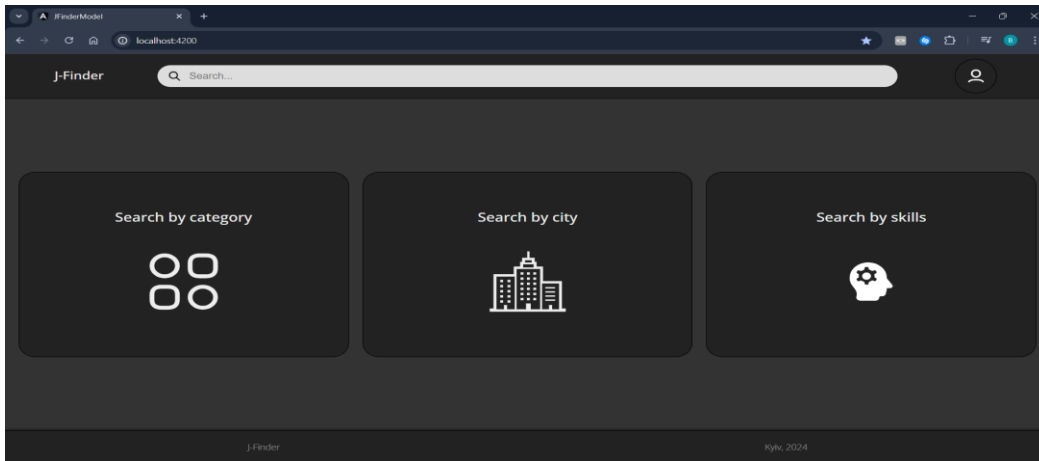 JFinderModel
localhost:4200
J-Finder
Search...
Search by category
Search by city
Search by skills
J-Finder
Kyiv, 2024